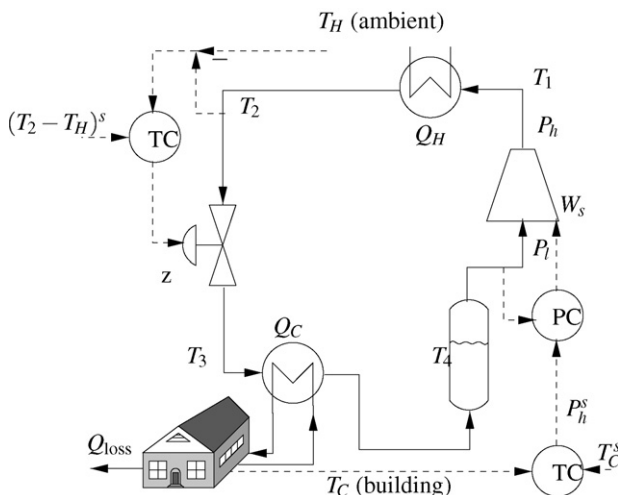 T_H (ambient)
T_1
(T_2 − T_H)^s
TC
−
T_2
Q_H
P_h
W_s
P_l
z
Q_C
PC
T_3
T_4
P_h^s
Q_loss
TC
T_C^s
T_C (building)